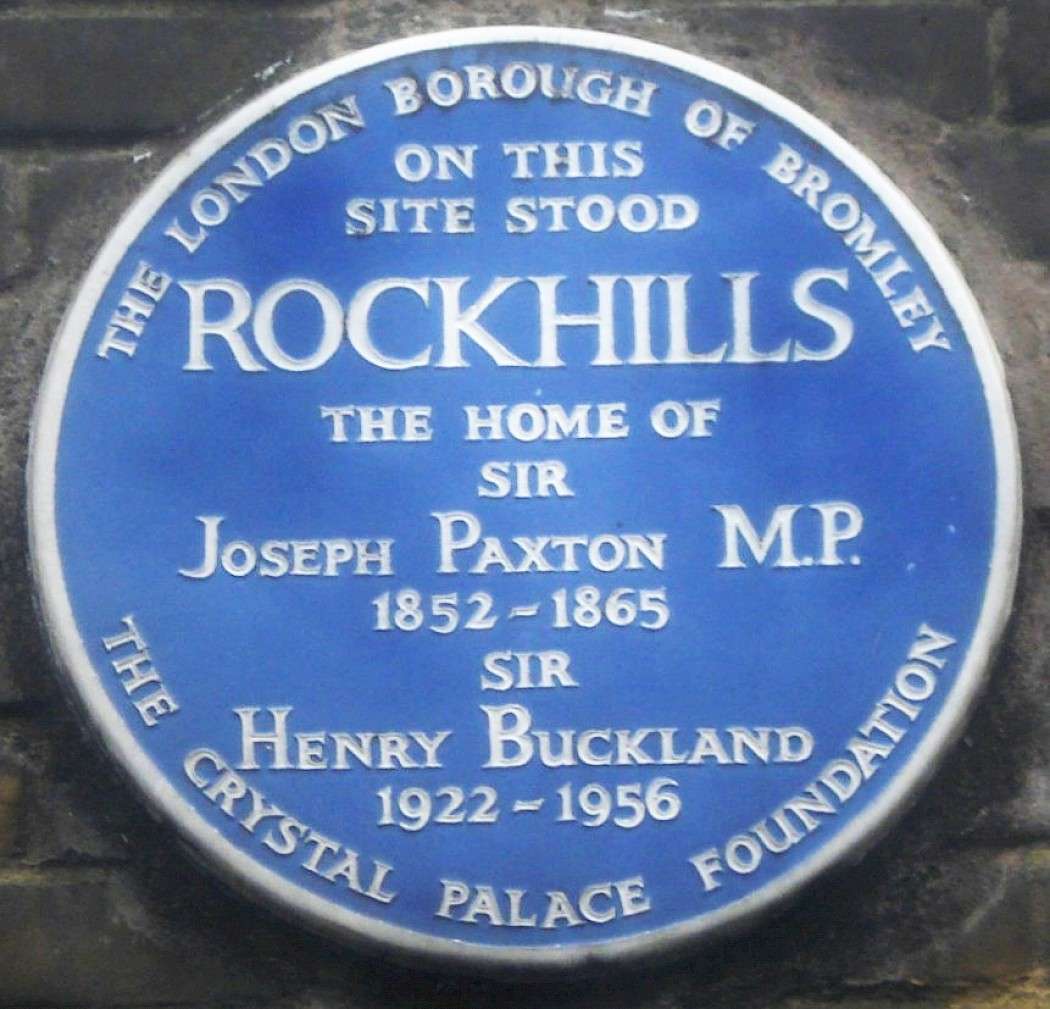 THE LONDON BOROUGH OF BROMLEY
ON THIS
SITE STOOD
ROCKHILLS
THE HOME OF
SIR
JOSEPH PAXTON M.P.
1852 - 1865
SIR
HENRY BUCKLAND
1922 - 1956
THE CRYSTAL PALACE FOUNDATION